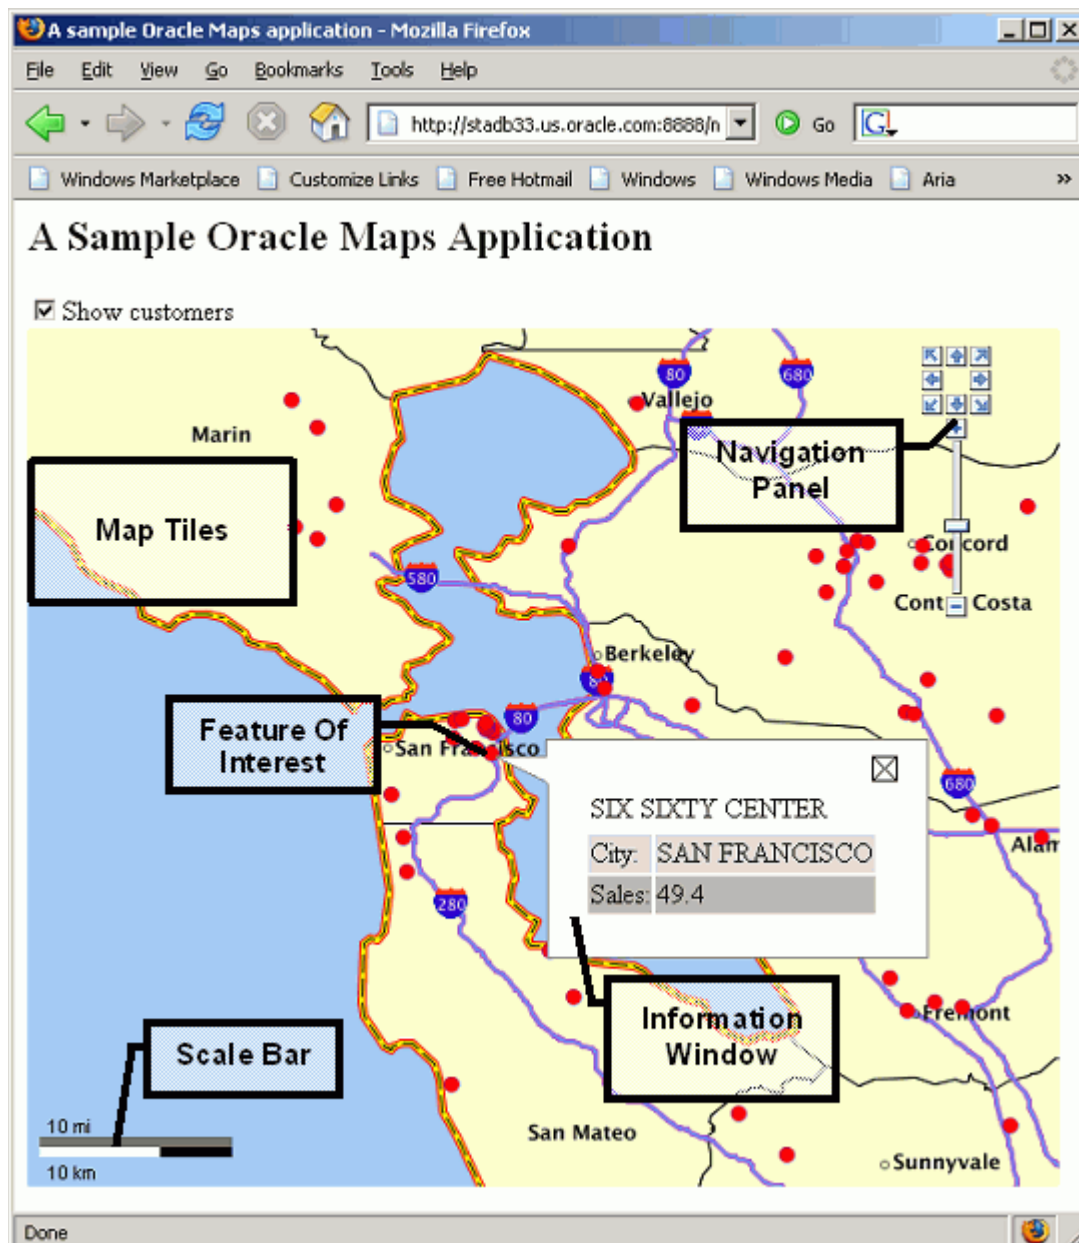 A sample Oracle Maps application - Mozilla Firefox
File Edit View Go Bookmarks Tools Help
http://stadb33.us.oracle.com:8888/n Go G
Windows Marketplace Customize Links Free Hotmail Windows Windows Media Aria »
A Sample Oracle Maps Application
Show customers
80 680
Vallejo
Marin
Navigation
Panel
Map Tiles
Concord
580
Costa
Berkeley
80
Feature Of
Interest
San Francisco
680
SIX SIXTY CENTER
City: SAN FRANCISCO
Sales: 49.4
280
Fremont
Information
Window
Scale Bar
10 mi
10 km
San Mateo
Sunnyvale
Done